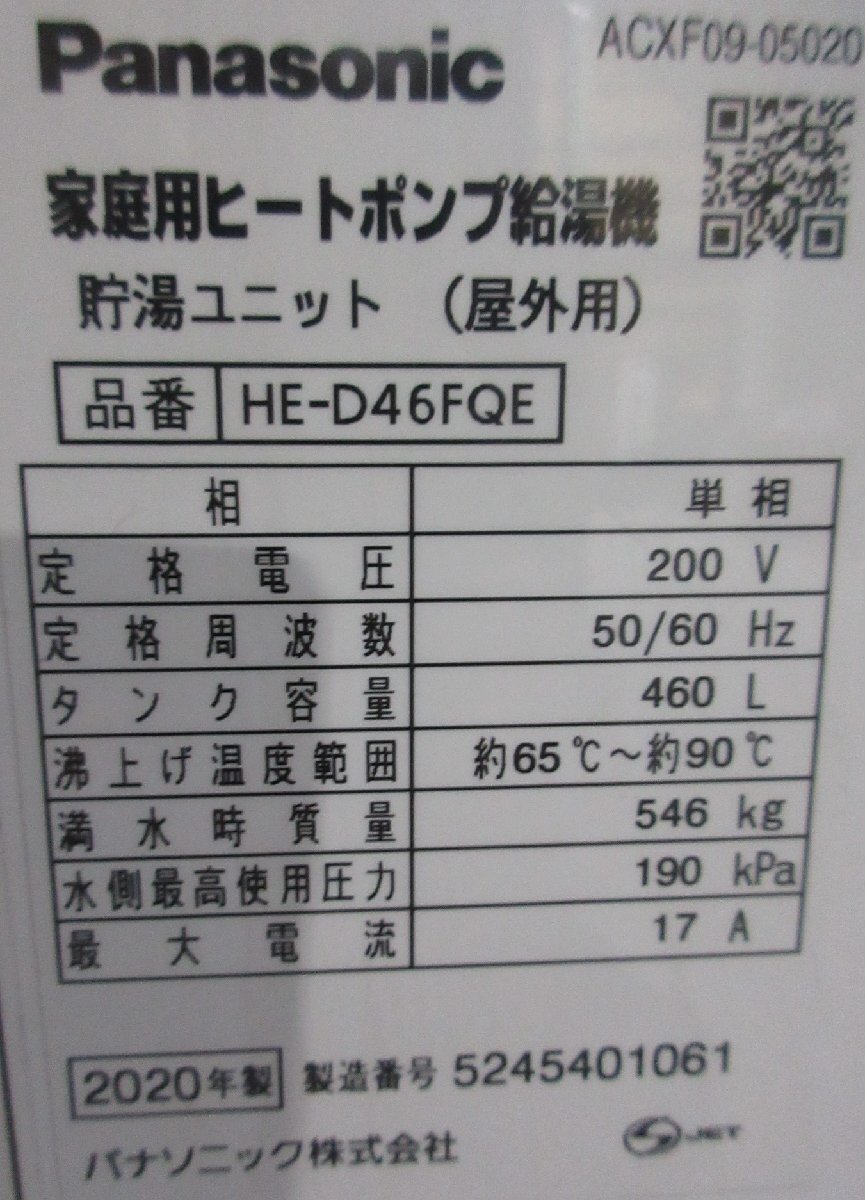 Panasonic
ACXF09-05020
家庭用ヒートポンプ給湯機
貯湯ユニット (屋外用)
品番 HE-D46FQE
相 単相
定格電圧 200 V
定格周波数 50/60 Hz
タンク容量 460 L
沸上げ温度範囲 約65℃～約90℃
満水時質量 546 kg
水側最高使用圧力 190 kPa
最大電流 17 A
2020年製 製造番号 5245401061
パナソニック株式会社
JET